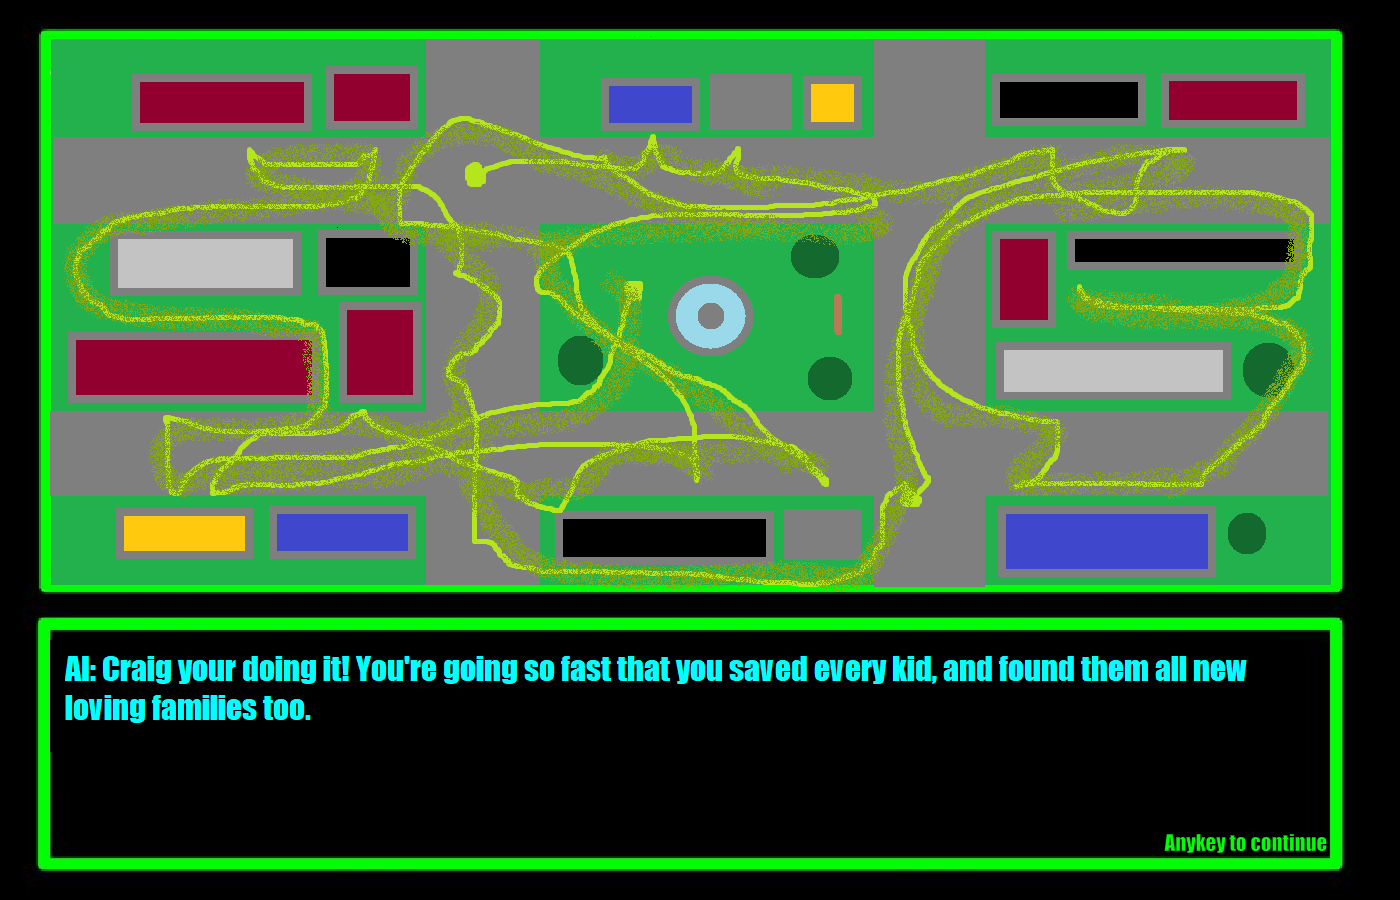 AI: Craig your doing it! You're going so fast that you saved every kid, and found them all new
loving families too.
Anykey to continue